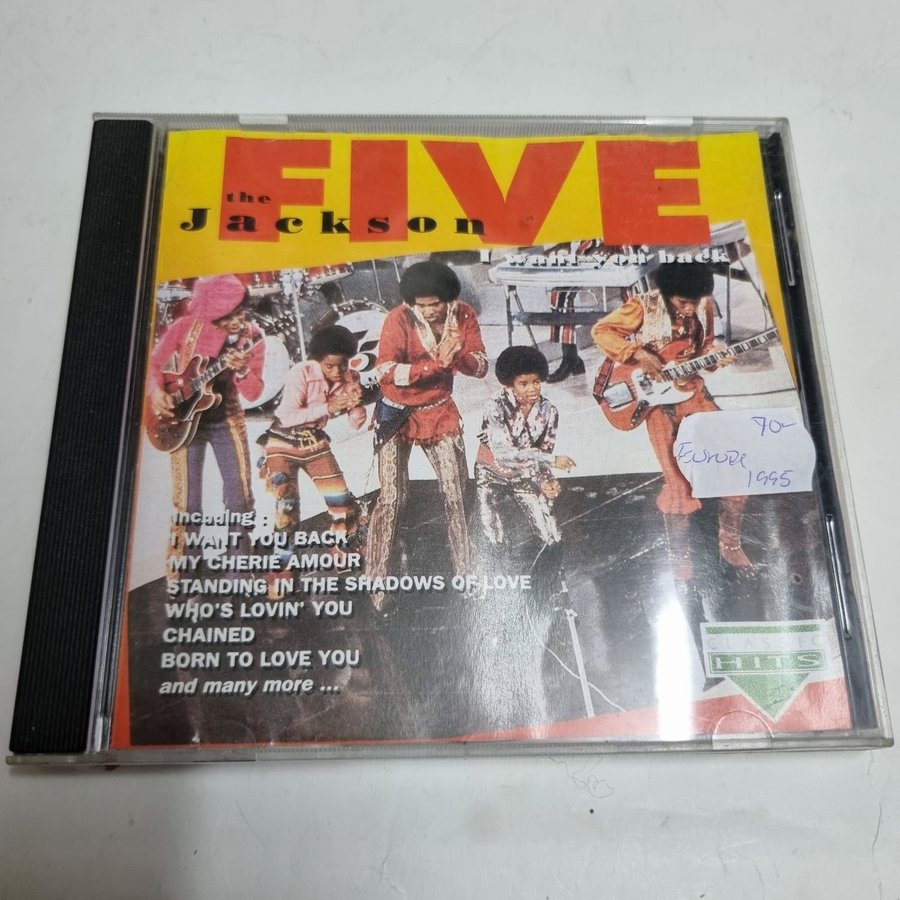 FIVE
the
Jackson
I want you back
70-
Europe
1995
including :
I WANT YOU BACK
MY CHERIE AMOUR
STANDING IN THE SHADOWS OF LOVE
WHO'S LOVIN' YOU
CHAINED
BORN TO LOVE YOU
and many more ...
CLASSIC
HITS